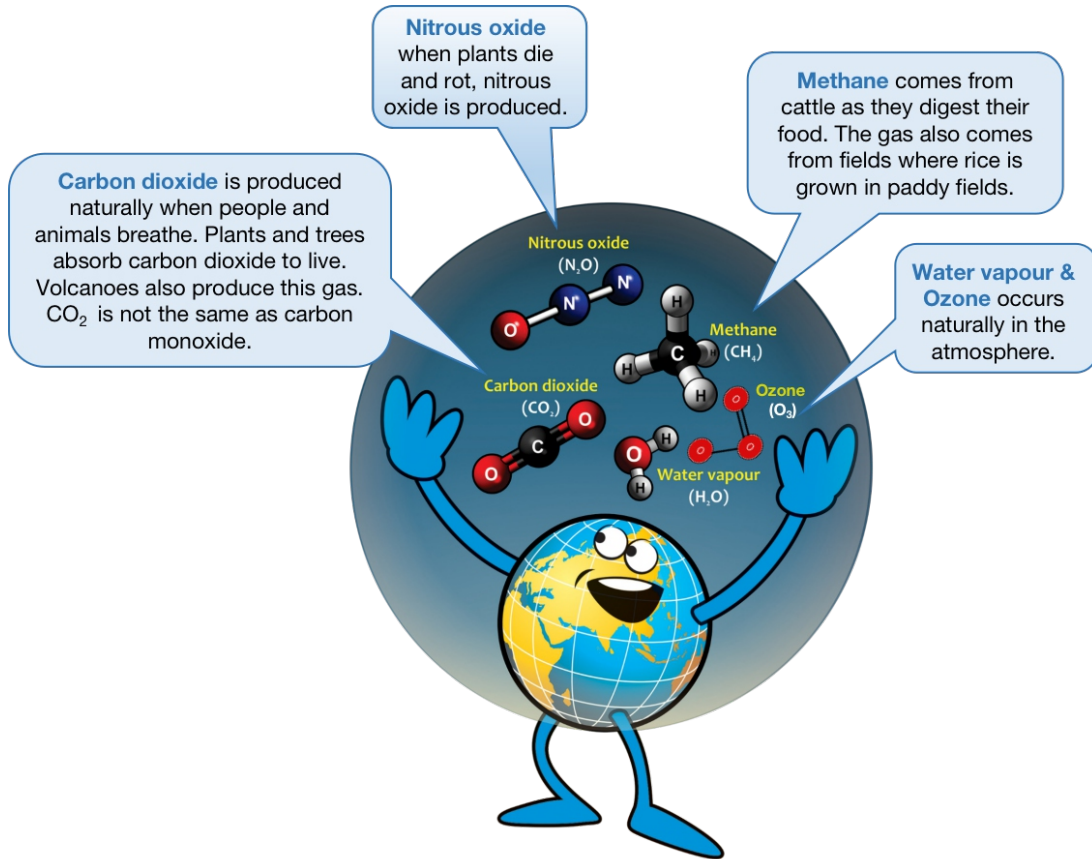 Nitrous oxide
when plants die
and rot, nitrous
oxide is produced.
Methane comes from
cattle as they digest their
food. The gas also comes
from fields where rice is
grown in paddy fields.
Carbon dioxide is produced
naturally when people and
animals breathe. Plants and trees
absorb carbon dioxide to live.
Volcanoes also produce this gas.
CO₂ is not the same as carbon
monoxide.
Water vapour &
Ozone occurs
naturally in the
atmosphere.
Nitrous oxide
(N₂O)
N
N
O
H
Methane
(CH₄)
C
H
H
H
Carbon dioxide
(CO₂)
O
C
O
Ozone
(O₃)
O
O
O
H
O
H
Water vapour
(H₂O)